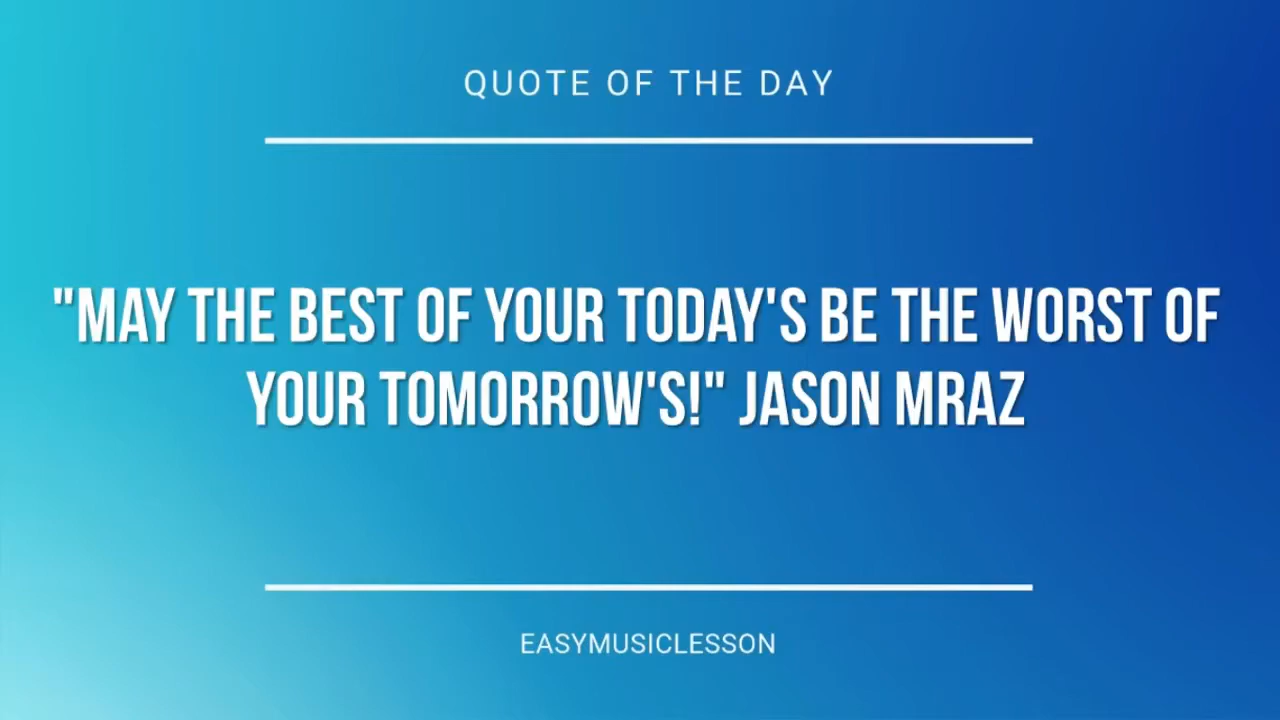 QUOTE OF THE DAY
"MAY THE BEST OF YOUR TODAY'S BE THE WORST OF
YOUR TOMORROW'S!" JASON MRAZ
EASYMUSICLESSON